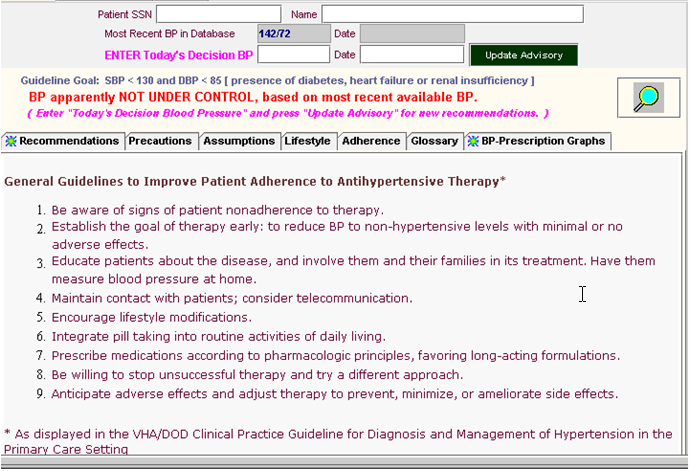 Patient SSN Name
Most Recent BP in Database 142/72 Date
ENTER Today's Decision BP Date Update Advisory
Guideline Goal: SBP < 130 and DBP < 85 [ presence of diabetes, heart failure or renal insufficiency ]
BP apparently NOT UNDER CONTROL, based on most recent available BP.
( Enter "Today's Decision Blood Pressure" and press "Update Advisory" for new recommendations. )
Recommendations Precautions Assumptions Lifestyle Adherence Glossary BP-Prescription Graphs
General Guidelines to Improve Patient Adherence to Antihypertensive Therapy*
1. Be aware of signs of patient nonadherence to therapy.
2. Establish the goal of therapy early: to reduce BP to non-hypertensive levels with minimal or no
adverse effects.
3. Educate patients about the disease, and involve them and their families in its treatment. Have them
measure blood pressure at home.
4. Maintain contact with patients; consider telecommunication.
5. Encourage lifestyle modifications.
6. Integrate pill taking into routine activities of daily living.
7. Prescribe medications according to pharmacologic principles, favoring long-acting formulations.
8. Be willing to stop unsuccessful therapy and try a different approach.
9. Anticipate adverse effects and adjust therapy to prevent, minimize, or ameliorate side effects.
* As displayed in the VHA/DOD Clinical Practice Guideline for Diagnosis and Management of Hypertension in the
Primary Care Setting